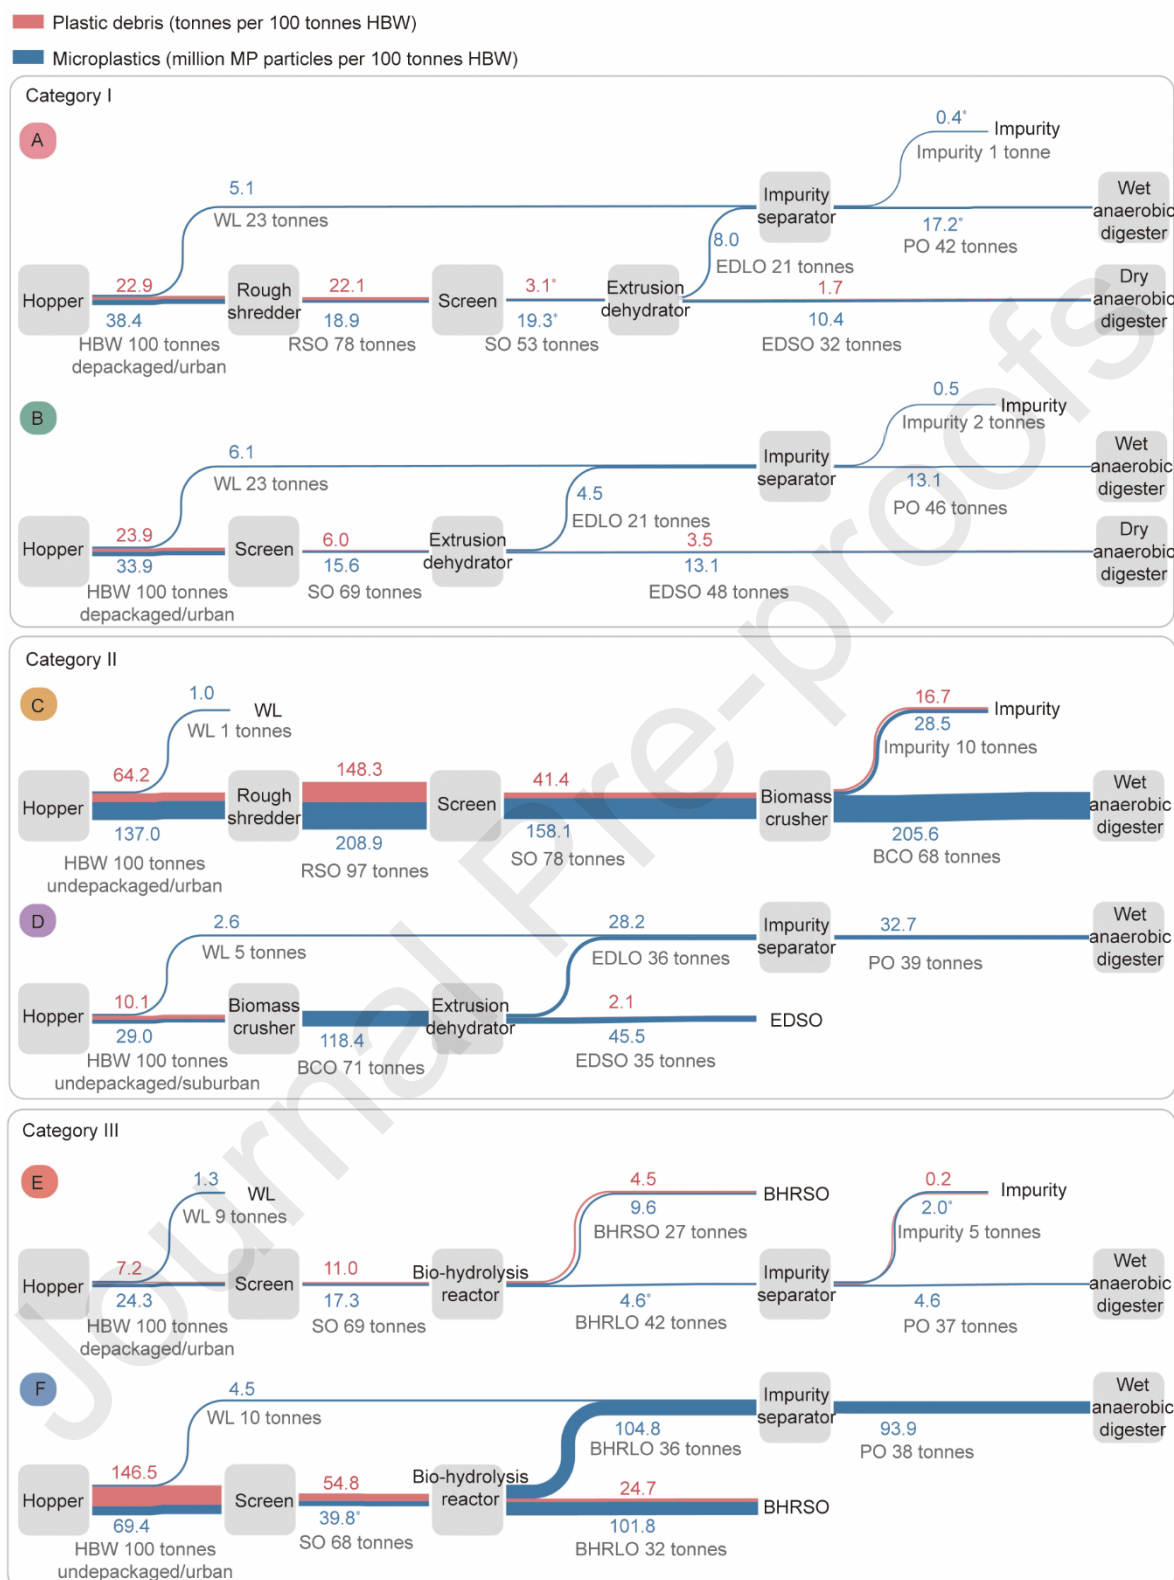 Plastic debris (tonnes per 100 tonnes HBW)
Microplastics (million MP particles per 100 tonnes HBW)
Category I
A
0.4*
Impurity
Impurity 1 tonne
5.1
WL 23 tonnes
Impurity
separator
Wet
anaerobic
digester
17.2*
PO 42 tonnes
8.0
EDLO 21 tonnes
Hopper
22.9
38.4
HBW 100 tonnes
depackaged/urban
Rough
shredder
22.1
18.9
RSO 78 tonnes
Screen
3.1*
19.3*
SO 53 tonnes
Extrusion
dehydrator
1.7
10.4
EDSO 32 tonnes
Dry
anaerobic
digester
B
0.5
Impurity
Impurity 2 tonnes
6.1
WL 23 tonnes
Impurity
separator
Wet
anaerobic
digester
13.1
PO 46 tonnes
4.5
EDLO 21 tonnes
Hopper
23.9
33.9
HBW 100 tonnes
depackaged/urban
Screen
6.0
15.6
SO 69 tonnes
Extrusion
dehydrator
3.5
13.1
EDSO 48 tonnes
Dry
anaerobic
digester
Category II
C
1.0
WL
WL 1 tonnes
16.7
Impurity
28.5
Impurity 10 tonnes
Hopper
64.2
137.0
HBW 100 tonnes
undepackaged/urban
Rough
shredder
148.3
208.9
RSO 97 tonnes
Screen
41.4
158.1
SO 78 tonnes
Biomass
crusher
205.6
BCO 68 tonnes
Wet
anaerobic
digester
D
2.6
WL 5 tonnes
28.2
EDLO 36 tonnes
Impurity
separator
32.7
PO 39 tonnes
Wet
anaerobic
digester
Hopper
10.1
29.0
HBW 100 tonnes
undepackaged/suburban
Biomass
crusher
118.4
BCO 71 tonnes
Extrusion
dehydrator
2.1
45.5
EDSO 35 tonnes
EDSO
Category III
E
1.3
WL
WL 9 tonnes
4.5
9.6
BHRSO 27 tonnes
BHRSO
0.2
2.0*
Impurity 5 tonnes
Impurity
Hopper
7.2
24.3
HBW 100 tonnes
depackaged/urban
Screen
11.0
17.3
SO 69 tonnes
Bio-hydrolysis
reactor
4.6*
BHRLO 42 tonnes
Impurity
separator
4.6
PO 37 tonnes
Wet
anaerobic
digester
F
4.5
WL 10 tonnes
104.8
BHRLO 36 tonnes
Impurity
separator
93.9
PO 38 tonnes
Wet
anaerobic
digester
Hopper
146.5
69.4
HBW 100 tonnes
undepackaged/urban
Screen
54.8
39.8*
SO 68 tonnes
Bio-hydrolysis
reactor
24.7
101.8
BHRLO 32 tonnes
BHRSO
Journal Pre-proofs